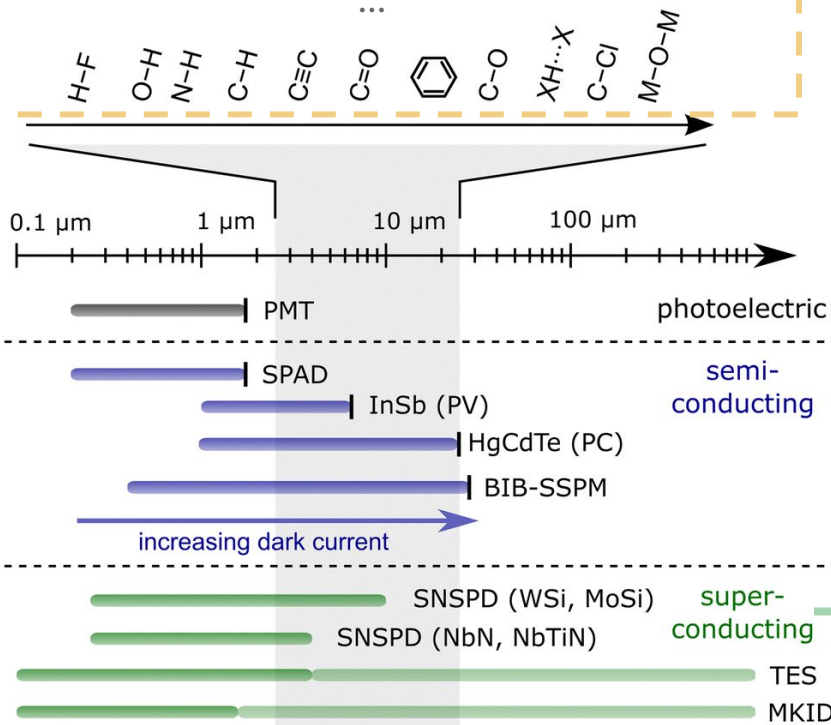 ...
H–F
O–H
N–H
C–H
C≡C
C=O
C–O
XH···X
C–Cl
M–O–M
0.1 µm
1 µm
10 µm
100 µm
PMT
photoelectric
SPAD
semi-
conducting
InSb (PV)
HgCdTe (PC)
BIB-SSPM
increasing dark current
SNSPD (WSi, MoSi)
super-
conducting
SNSPD (NbN, NbTiN)
TES
MKID